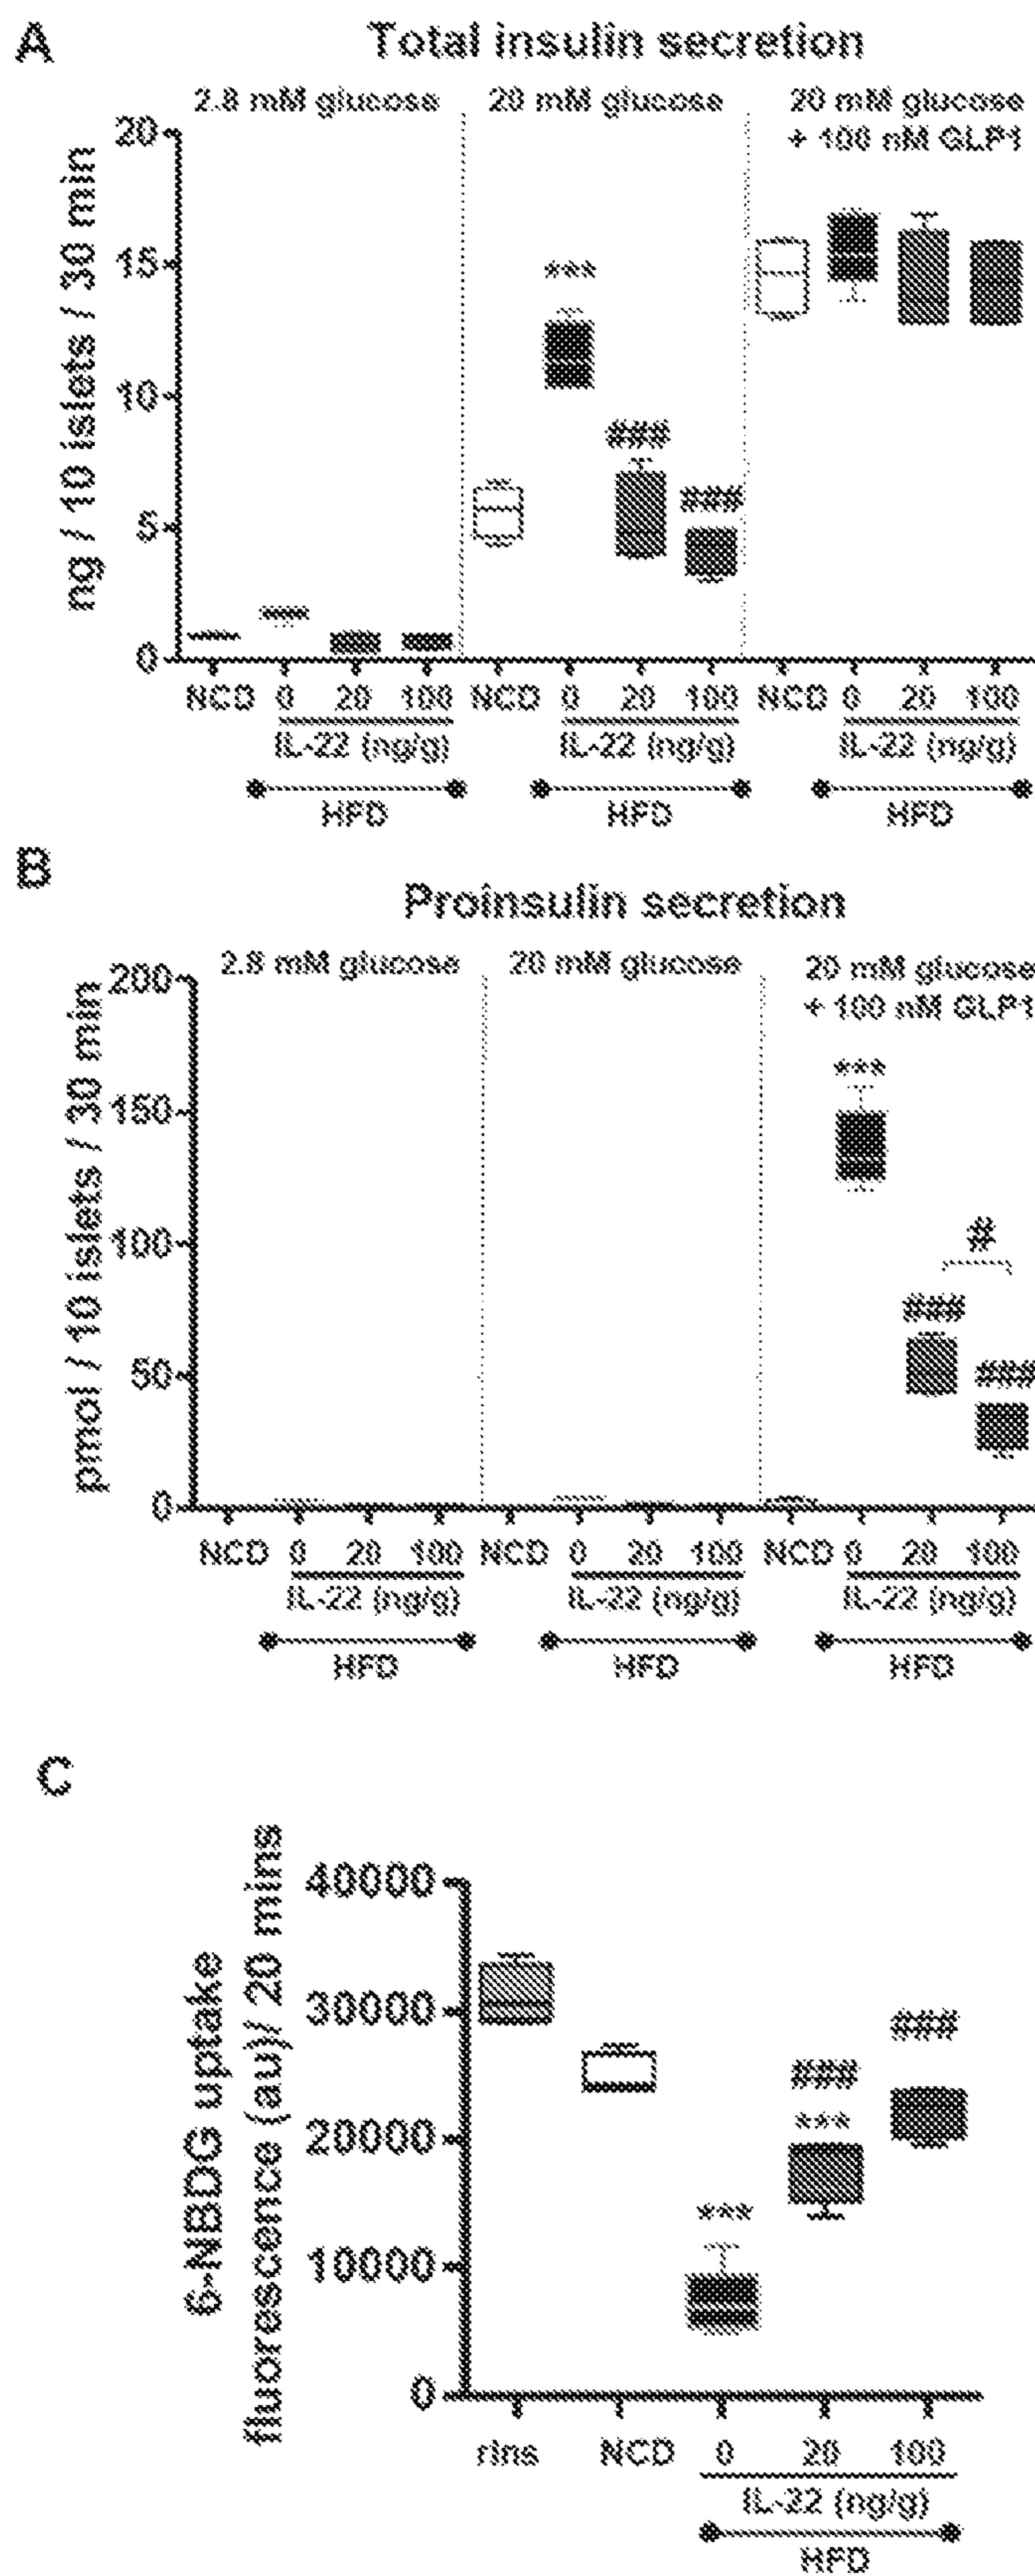 A
Total insulin secretion
2.8 mM glucose 20 mM glucose 20 mM glucose
+ 100 nM GLP1
ng / 10 islets / 30 min
20
15
10
5
0
***
###
###
NCD 0 20 100 NCD 0 20 100 NCD 0 20 100
IL-22 (ng/g) IL-22 (ng/g) IL-22 (ng/g)
HFD HFD HFD
B
Proinsulin secretion
2.8 mM glucose 20 mM glucose 20 mM glucose
+ 100 nM GLP1
pmol / 10 islets / 30 min
200
150
100
50
0
***
#
###
###
NCD 0 20 100 NCD 0 20 100 NCD 0 20 100
IL-22 (ng/g) IL-22 (ng/g) IL-22 (ng/g)
HFD HFD HFD
C
6-NBDG uptake
fluorescence (au)/ 20 mins
40000
30000
20000
10000
0
###
###
***
***
rIns NCD 0 20 100
IL-22 (ng/g)
HFD